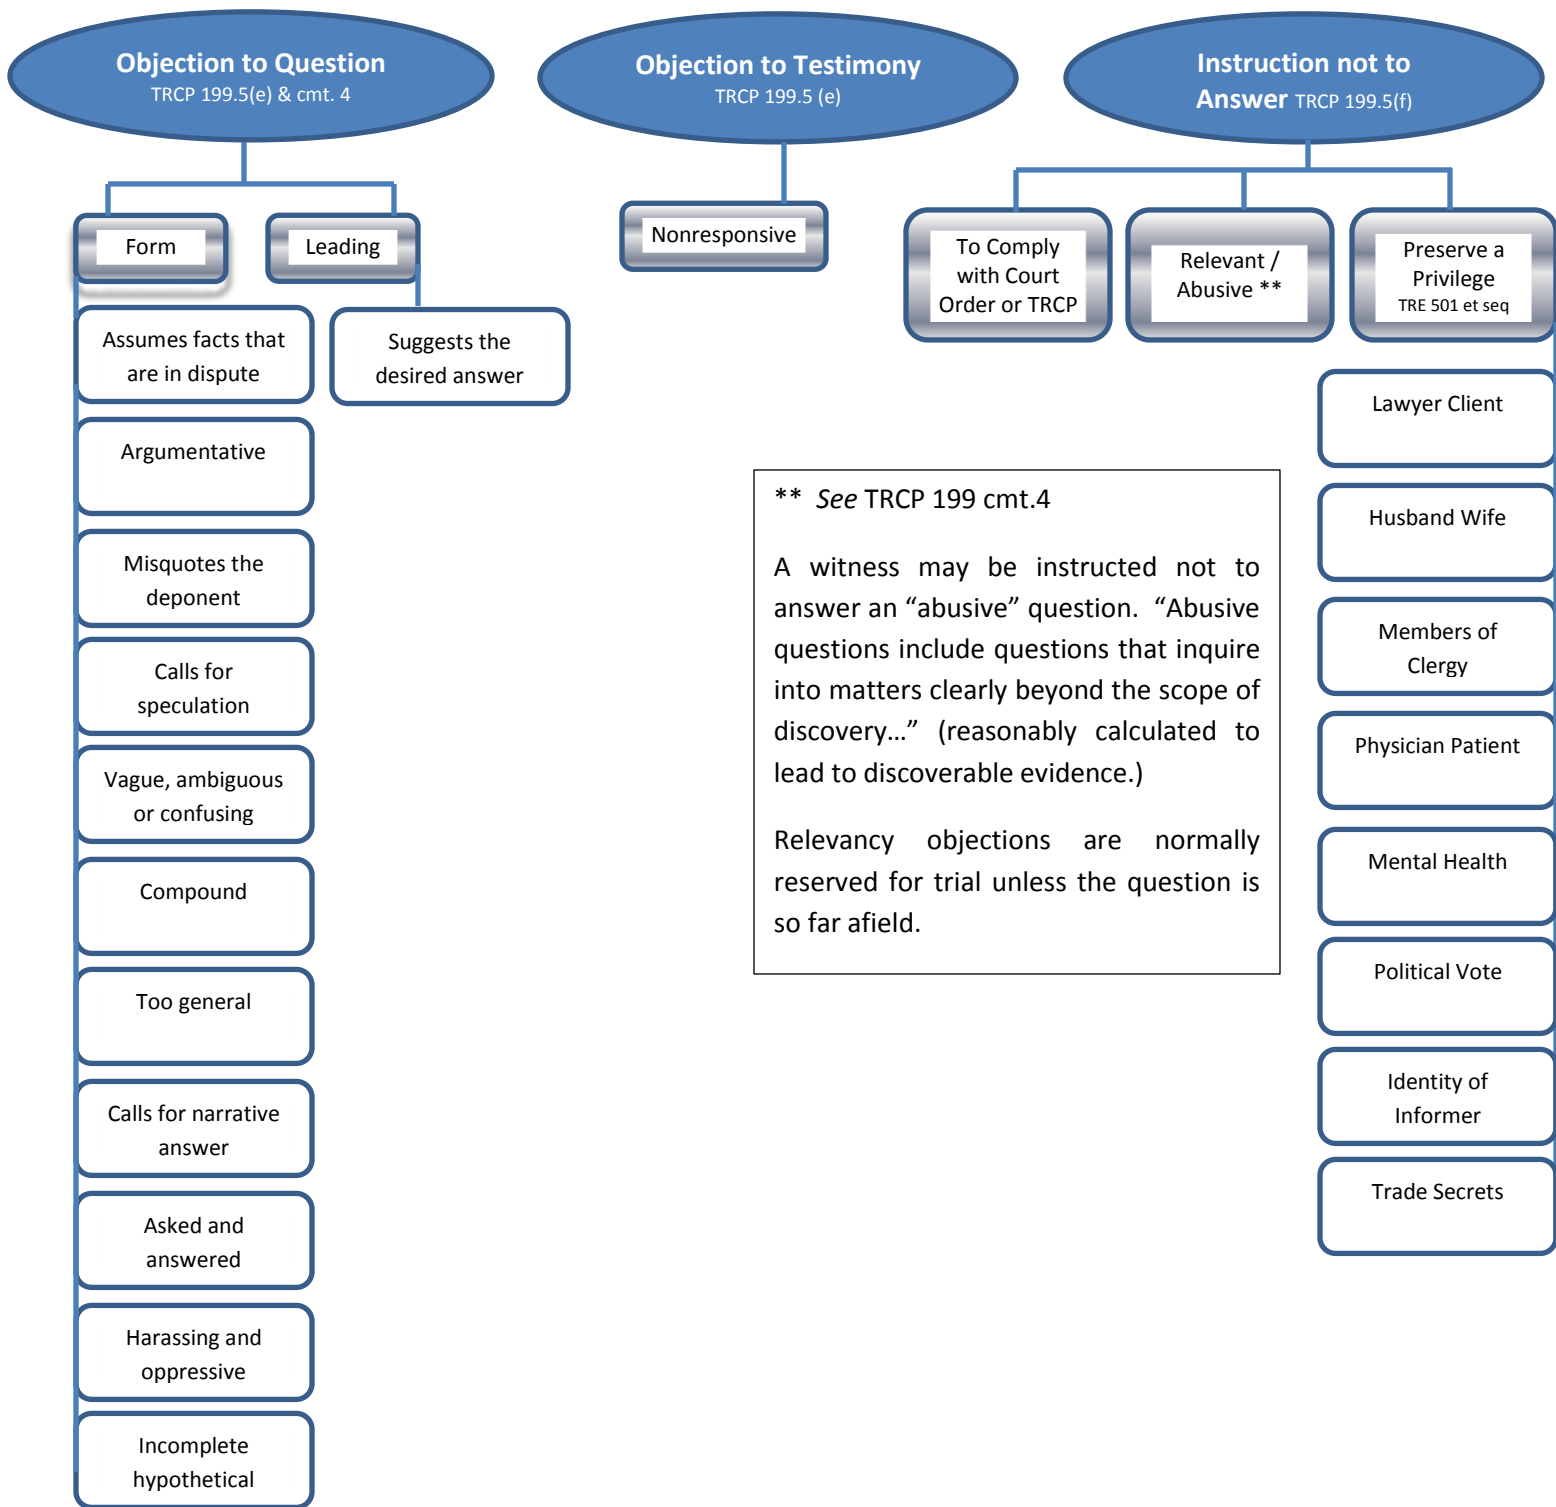 Objection to Question
TRCP 199.5(e) & cmt. 4
Form
Assumes facts that
are in dispute
Argumentative
Misquotes the
deponent
Calls for
speculation
Vague, ambiguous
or confusing
Compound
Too general
Calls for narrative
answer
Asked and
answered
Harassing and
oppressive
Incomplete
hypothetical
Leading
Suggests the
desired answer
Objection to Testimony
TRCP 199.5 (e)
Nonresponsive
Instruction not to
Answer TRCP 199.5(f)
To Comply
with Court
Order or TRCP
Relevant /
Abusive **
Preserve a
Privilege
TRE 501 et seq
Lawyer Client
Husband Wife
Members of
Clergy
Physician Patient
Mental Health
Political Vote
Identity of
Informer
Trade Secrets
** See TRCP 199 cmt.4
A witness may be instructed not to
answer an “abusive” question. “Abusive
questions include questions that inquire
into matters clearly beyond the scope of
discovery…” (reasonably calculated to
lead to discoverable evidence.)
Relevancy objections are normally
reserved for trial unless the question is
so far afield.